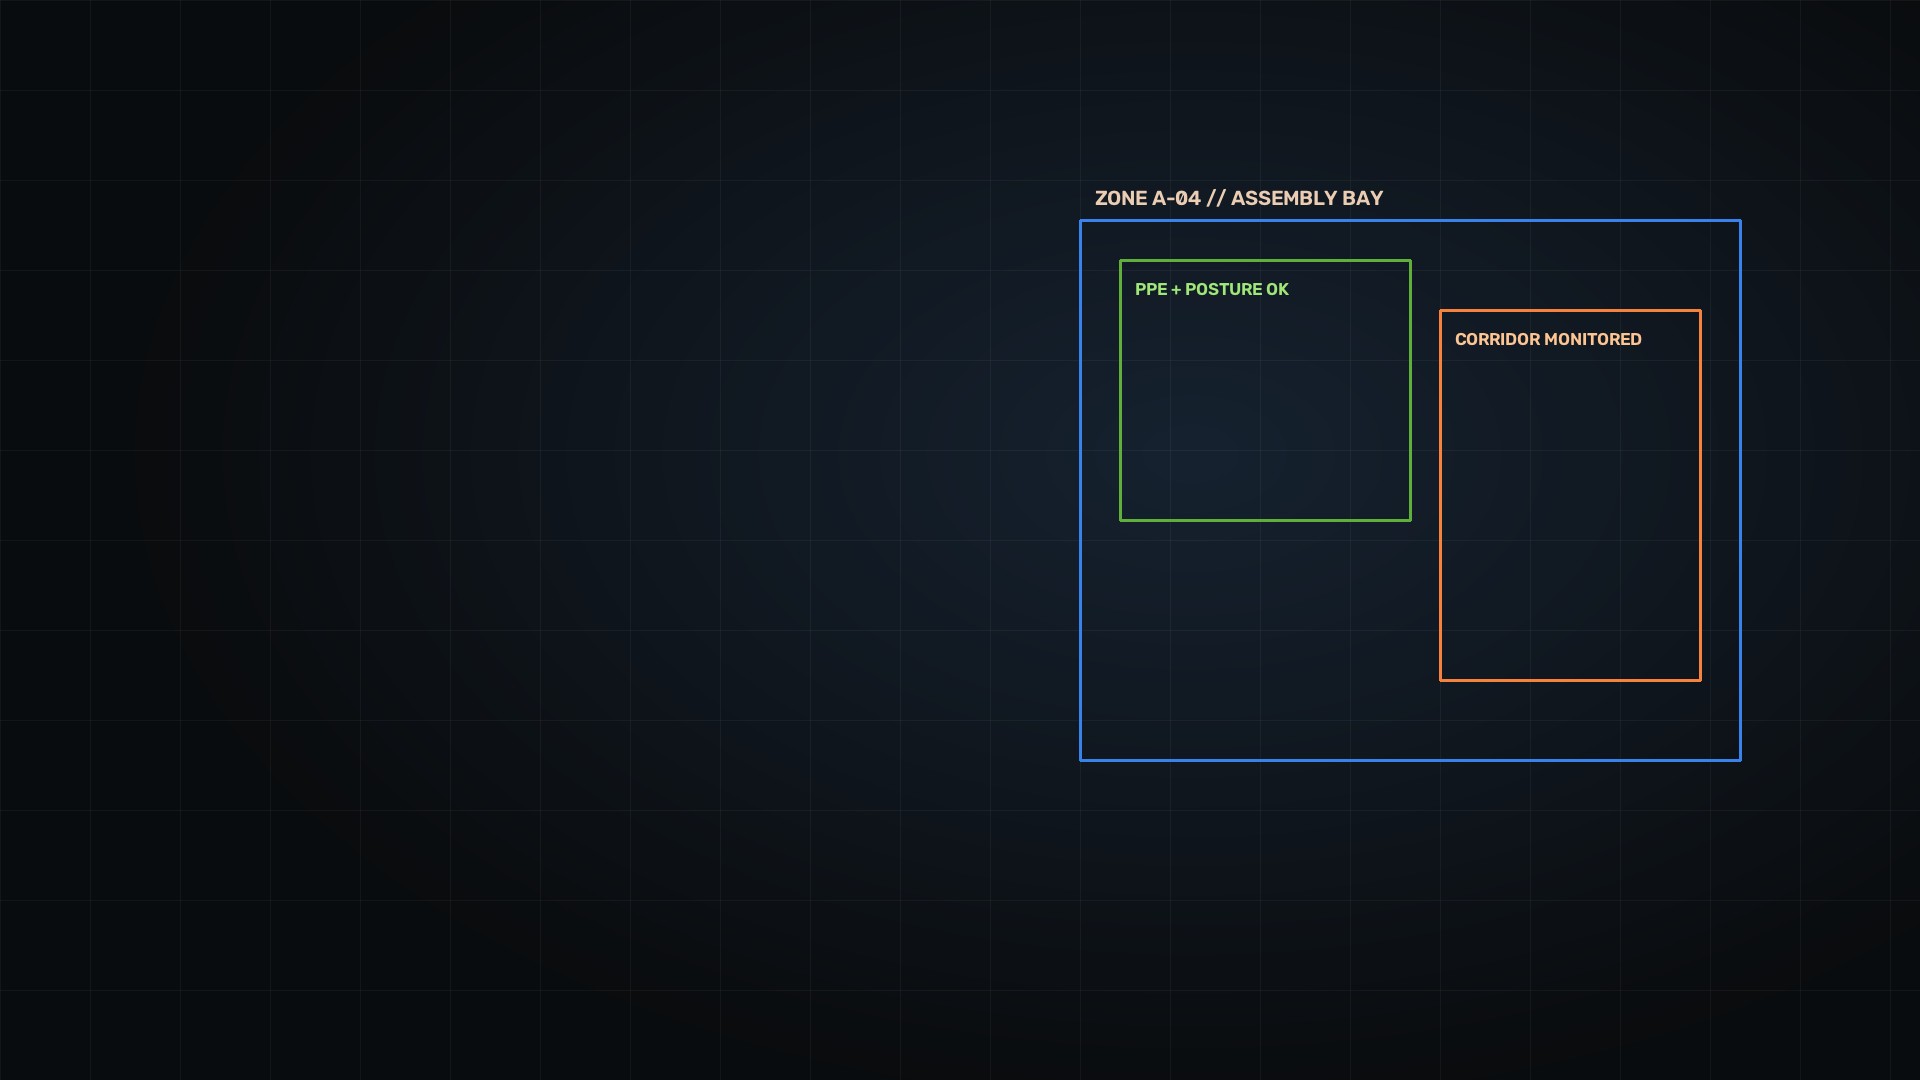 ZONE A-04 // ASSEMBLY BAY
PPE + POSTURE OK
CORRIDOR MONITORED